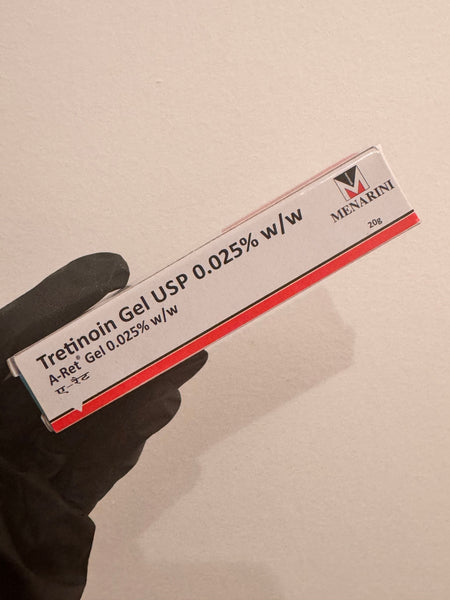 Tretinoin Gel USP 0.025% w/w
A-Ret® Gel 0.025% w/w
ए-रेट
MENARINI
20g